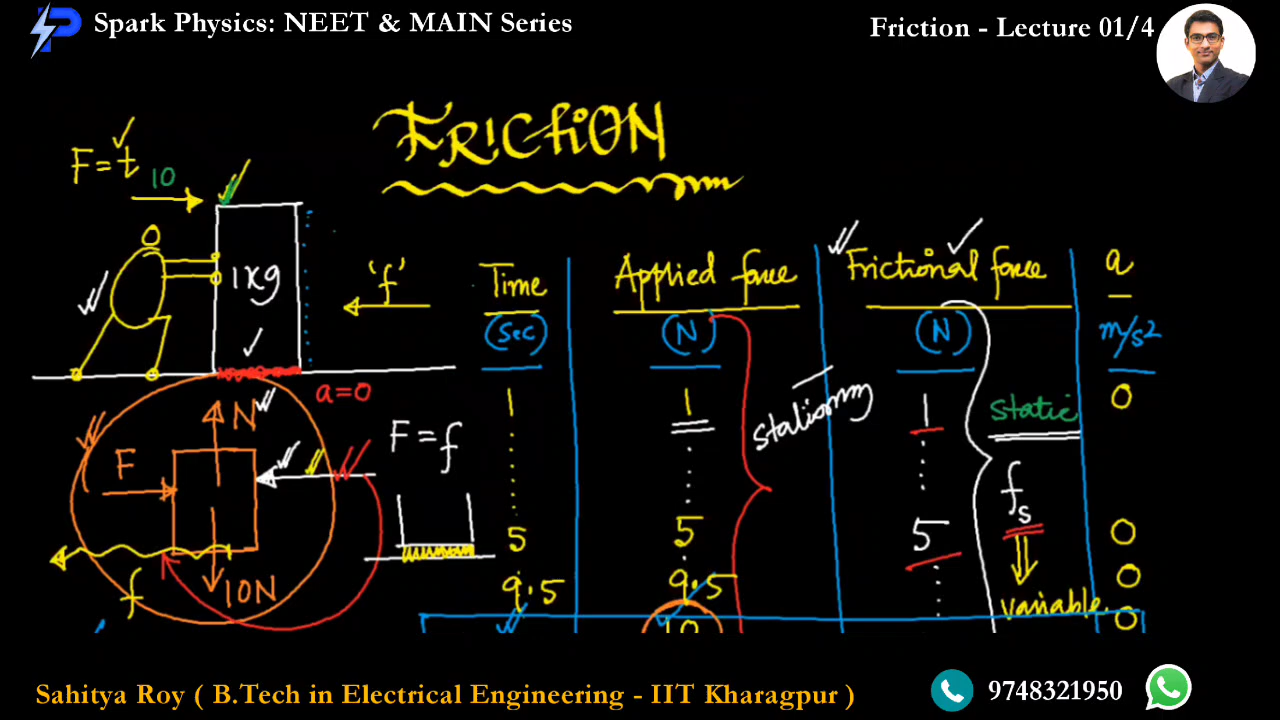 Spark Physics: NEET & MAIN Series
Friction - Lecture 01/4
FRICTION
F = t
10
1kg
'f'
a=0
N
F
10N
f
F = f
Time Applied force Frictional force a
(Sec) (N) (N) m/s²
1 1 1 0
stationary
static
fs
5 5 5 0
9.5 9.5 0
variable
10 0
Sahitya Roy ( B.Tech in Electrical Engineering - IIT Kharagpur )
9748321950